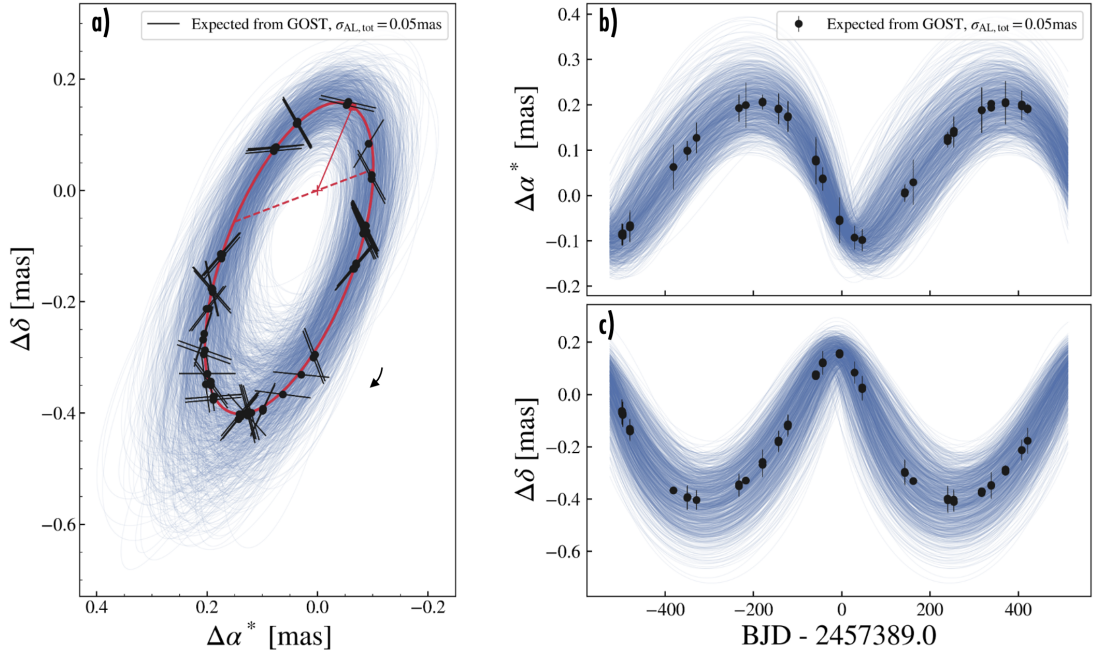 a)
Expected from GOST, σ_AL,tot = 0.05mas
0.2
0.0
−0.2
−0.4
−0.6
Δδ [mas]
0.4 0.2 0.0 −0.2
Δα* [mas]
b)
Expected from GOST, σ_AL,tot = 0.05mas
0.4
0.3
0.2
0.1
0.0
−0.1
−0.2
Δα* [mas]
c)
0.2
0.0
−0.2
−0.4
−0.6
Δδ [mas]
−400 −200 0 200 400
BJD - 2457389.0